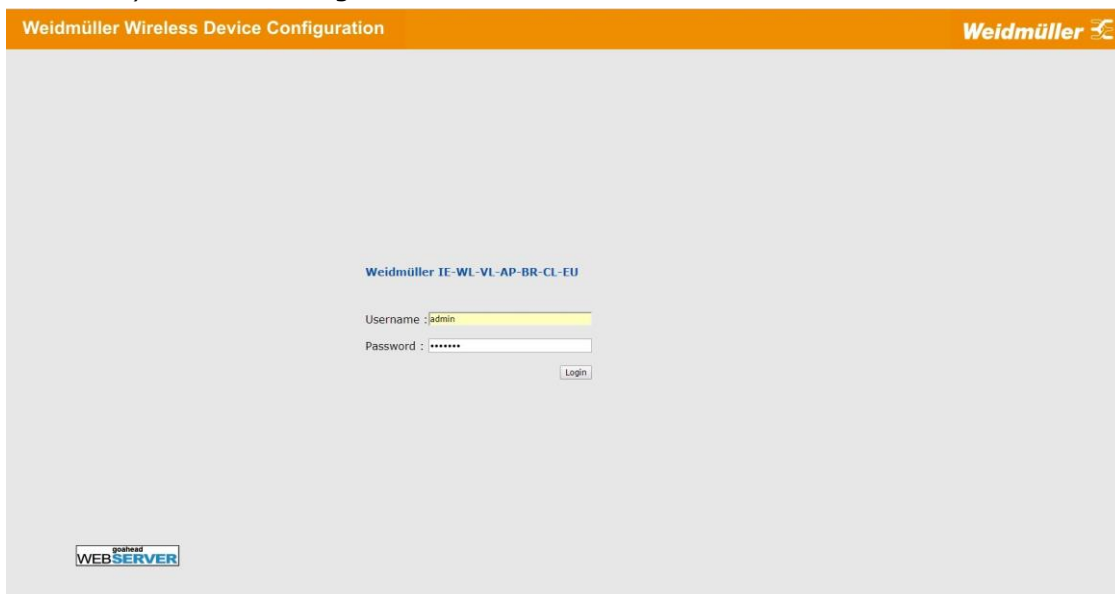 Weidmüller Wireless Device Configuration
Weidmüller
Weidmüller IE-WL-VL-AP-BR-CL-EU
Username : admin
Password : •••••••
Login
goahead
WEBSERVER